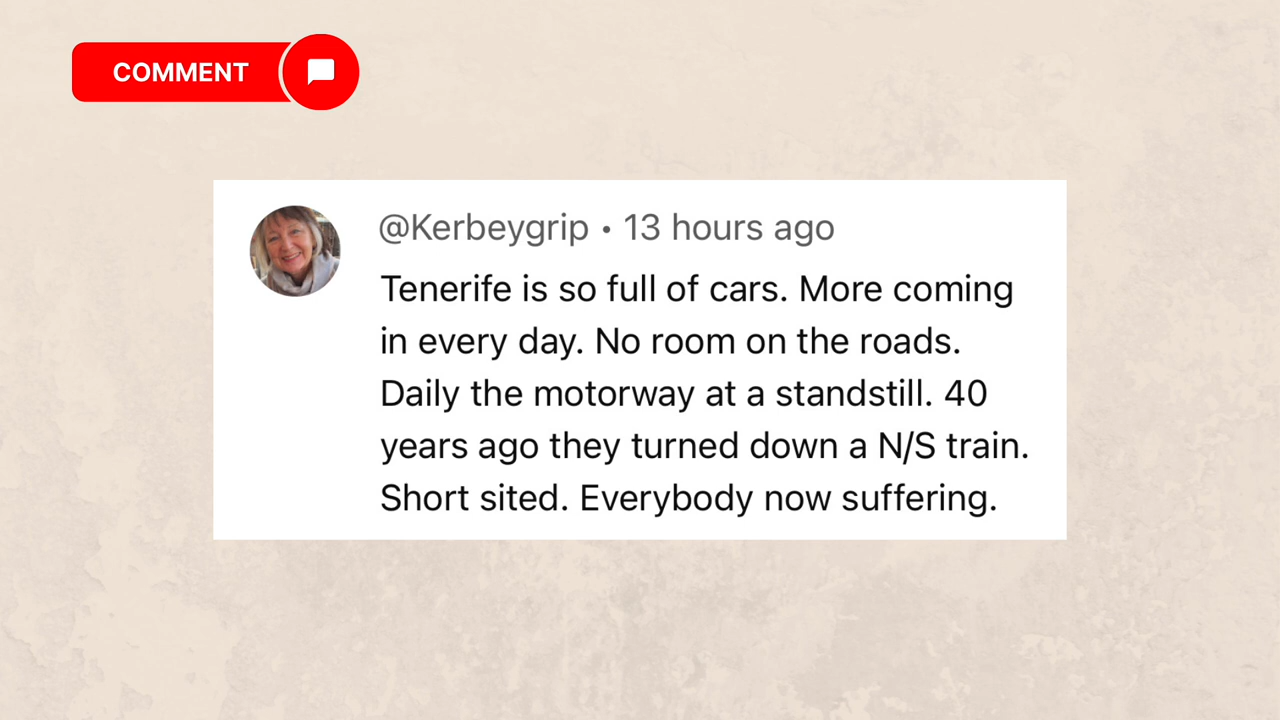 COMMENT
@Kerbeygrip • 13 hours ago
Tenerife is so full of cars. More coming
in every day. No room on the roads.
Daily the motorway at a standstill. 40
years ago they turned down a N/S train.
Short sited. Everybody now suffering.